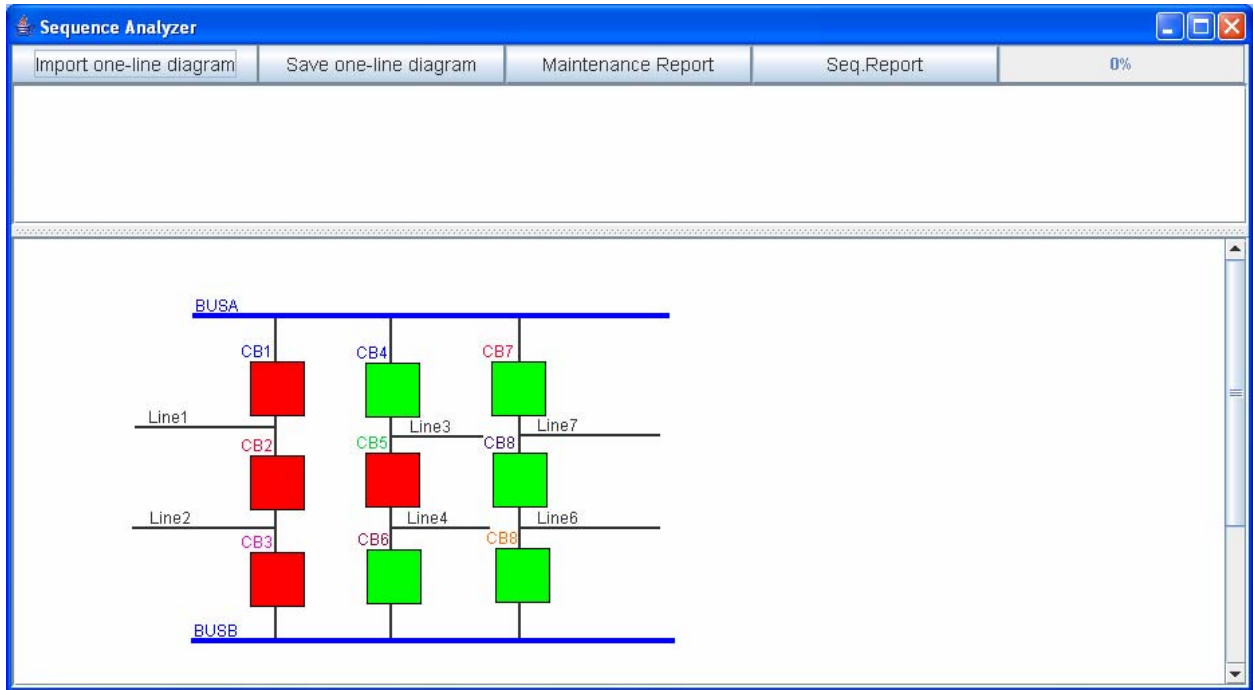 Sequence Analyzer
Import one-line diagram
Save one-line diagram
Maintenance Report
Seq.Report
0%
BUSA
CB1
CB4
CB7
Line1
Line3
Line7
CB2
CB5
CB8
Line2
Line4
Line6
CB3
CB6
CB8
BUSB